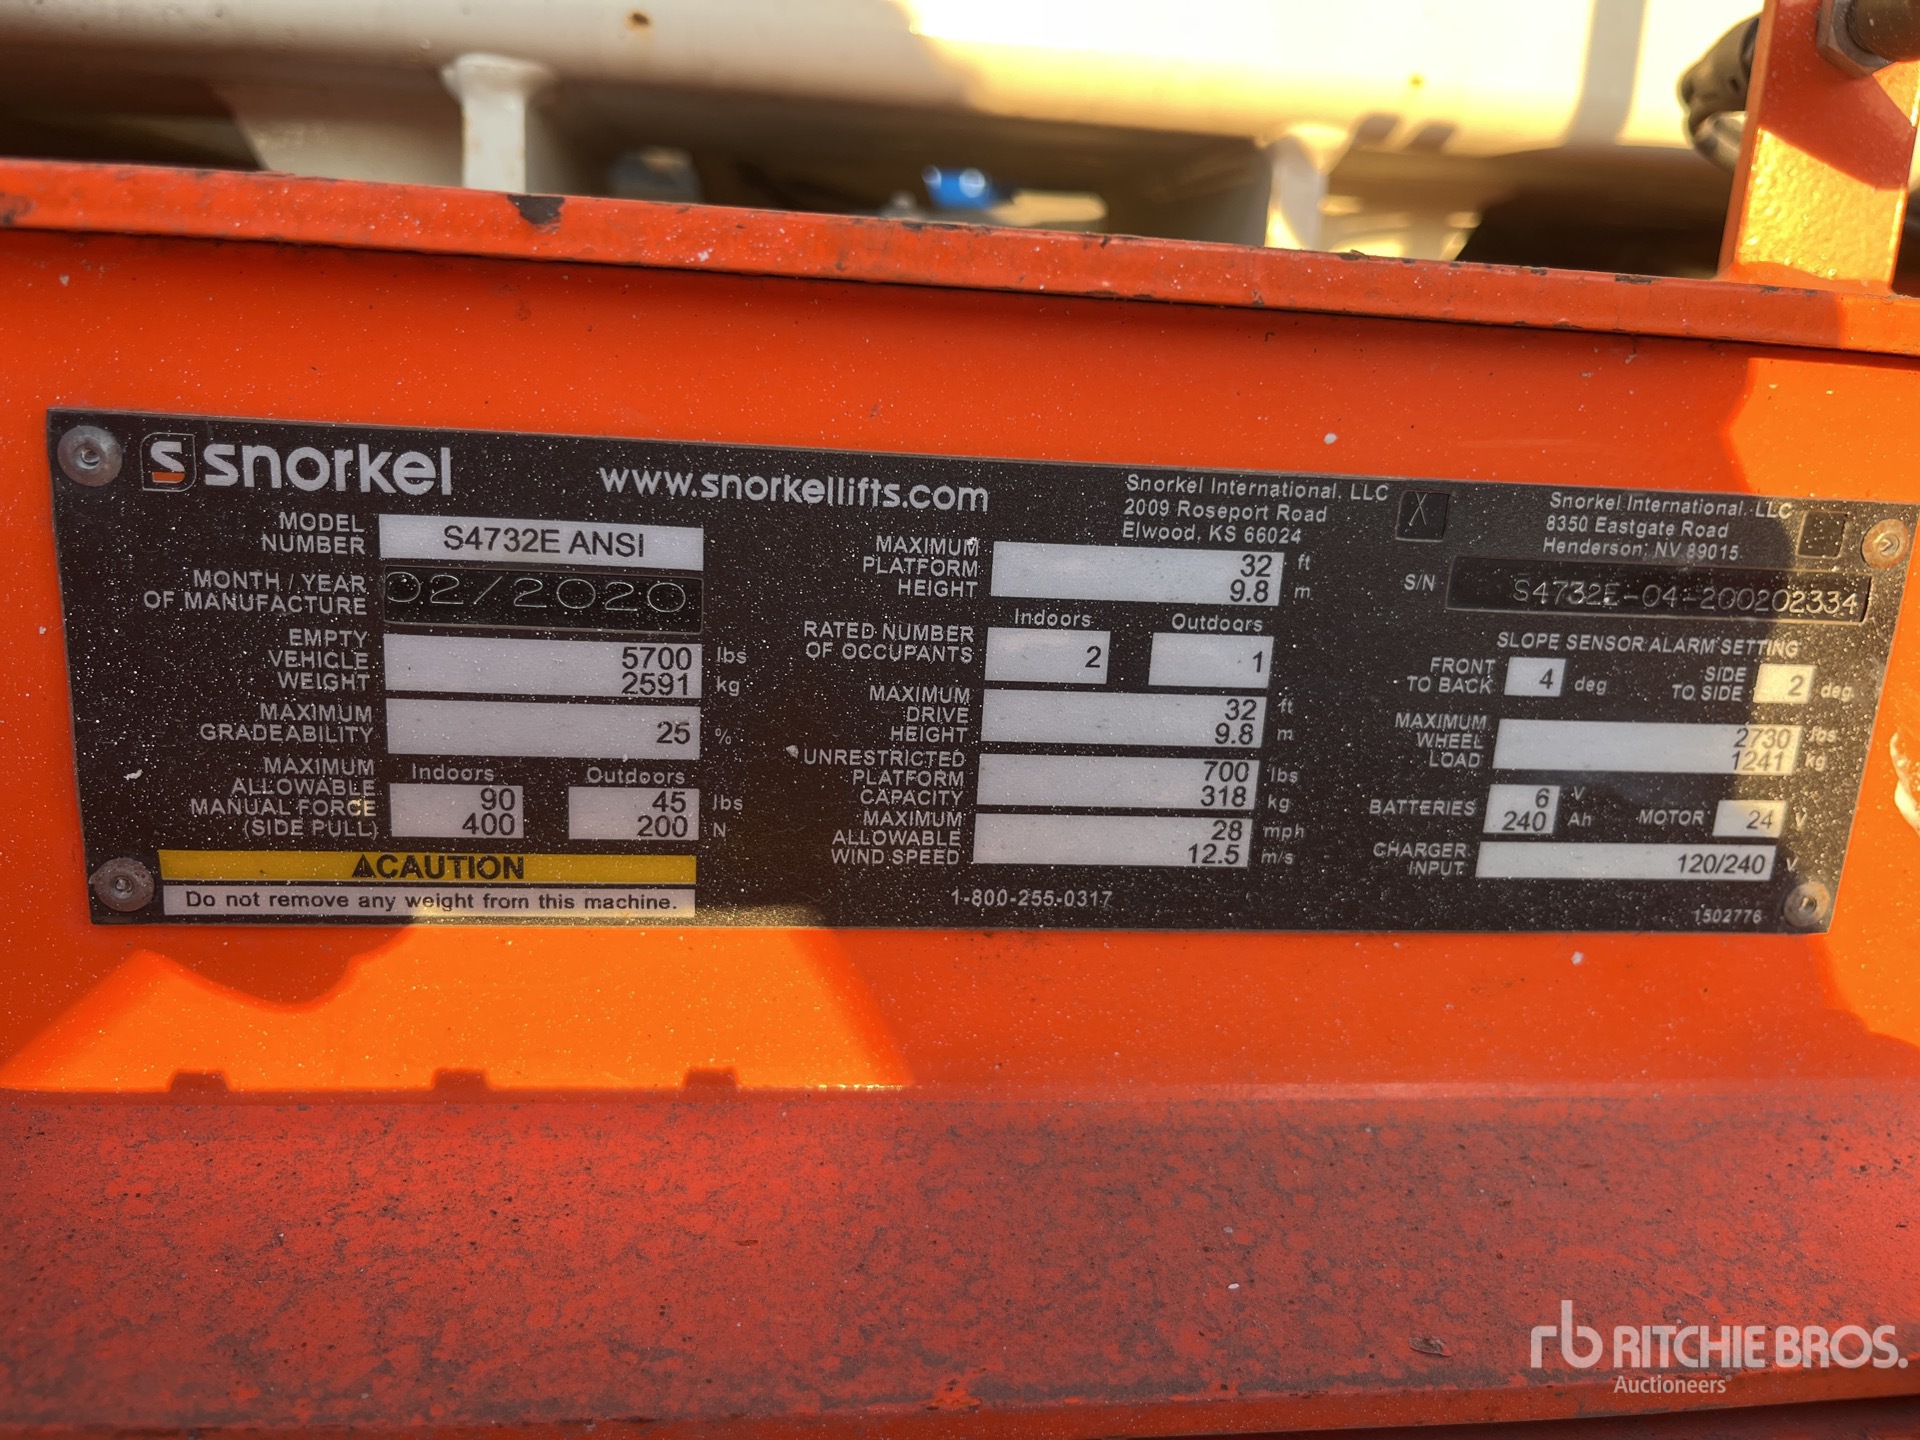 snorkel
www.snorkellifts.com
Snorkel International, LLC
2009 Roseport Road
Elwood, KS 66024
X
Snorkel International, LLC
8350 Eastgate Road
Henderson, NV 89015
MODEL NUMBER S4732E ANSI
MONTH / YEAR OF MANUFACTURE 02/2020
EMPTY VEHICLE WEIGHT 5700 lbs 2591 kg
MAXIMUM GRADEABILITY 25 %
MAXIMUM ALLOWABLE MANUAL FORCE (SIDE PULL)
Indoors Outdoors
90 45 lbs
400 200 N
CAUTION
Do not remove any weight from this machine.
MAXIMUM PLATFORM HEIGHT 32 ft 9.8 m
Indoors Outdoors
RATED NUMBER OF OCCUPANTS 2 1
MAXIMUM DRIVE HEIGHT 32 ft 9.8 m
UNRESTRICTED PLATFORM CAPACITY 700 lbs 318 kg
MAXIMUM ALLOWABLE WIND SPEED 28 mph 12.5 m/s
1-800-255-0317
S/N S4732E-04-200202334
SLOPE SENSOR ALARM SETTING
FRONT TO BACK 4 deg SIDE TO SIDE 2 deg
MAXIMUM WHEEL LOAD 2730 lbs 1241 kg
BATTERIES 6 V 240 Ah MOTOR 24 V
CHARGER INPUT 120/240 V
1502776
rb RITCHIE BROS.
Auctioneers